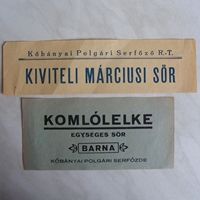 Kőbányai Polgári Serfőző R.-T.
KIVITELI MÁRCIUSI SÖR
KOMLÓLELKE
EGYSÉGES SÖR
BARNA
KŐBÁNYAI POLGÁRI SERFŐZDE